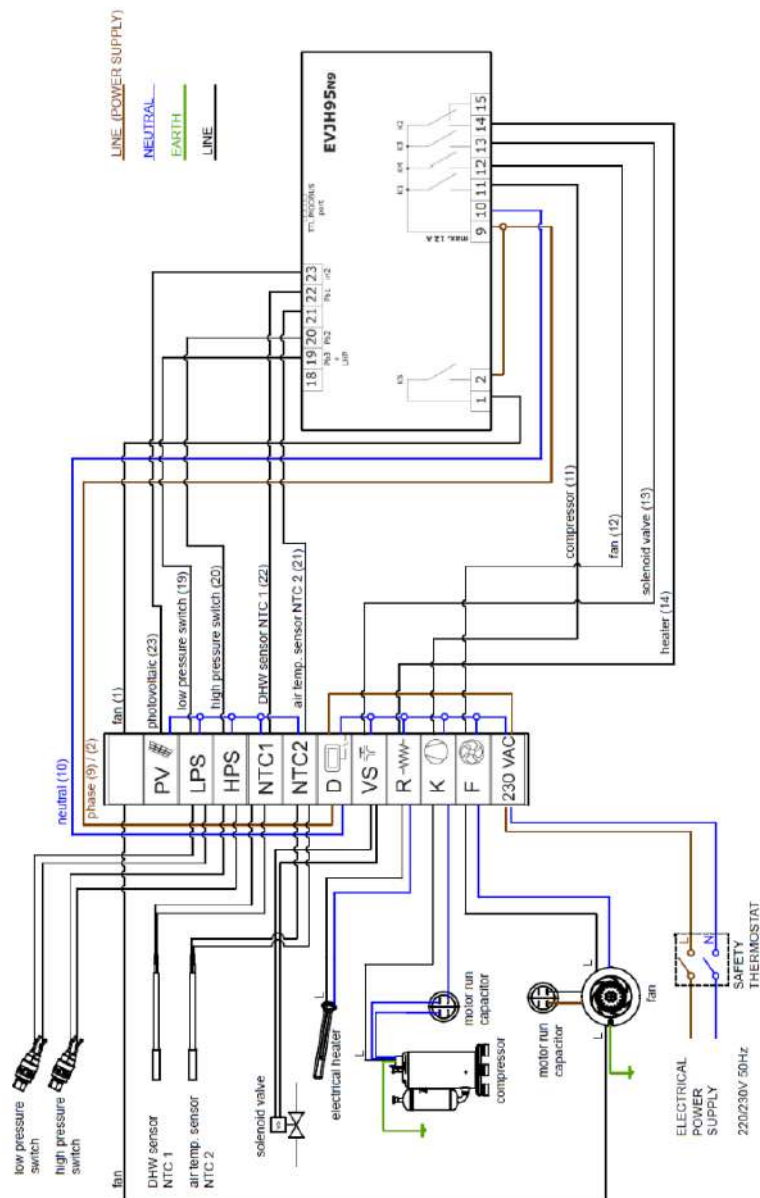 LINE (POWER SUPPLY)
NEUTRAL
EARTH
LINE
EVJH95N9
TTL MODBUS
port
18 19 20 21 22 23
Pb3 Pb2 Pb1 in2
LHP
K5
K1 K4 K3 K2
max. 12 A
1 2 9 10 11 12 13 14 15
neutral (10)
phase (9) / (2)
fan (1)
photovoltaic (23)
low pressure switch (19)
high pressure switch (20)
DHW sensor NTC 1 (22)
air temp. sensor NTC 2 (21)
compressor (11)
fan (12)
solenoid valve (13)
heater (14)
PV
LPS
HPS
NTC1
NTC2
D
VS
R
K
F
230 VAC
low pressure
switch
high pressure
switch
fan
DHW sensor
NTC 1
air temp. sensor
NTC 2
solenoid valve
L
electrical heater
L
motor run
capacitor
compressor
motor run
capacitor
L
fan
L
L
N
SAFETY
THERMOSTAT
ELECTRICAL
POWER
SUPPLY
220/230V 50Hz